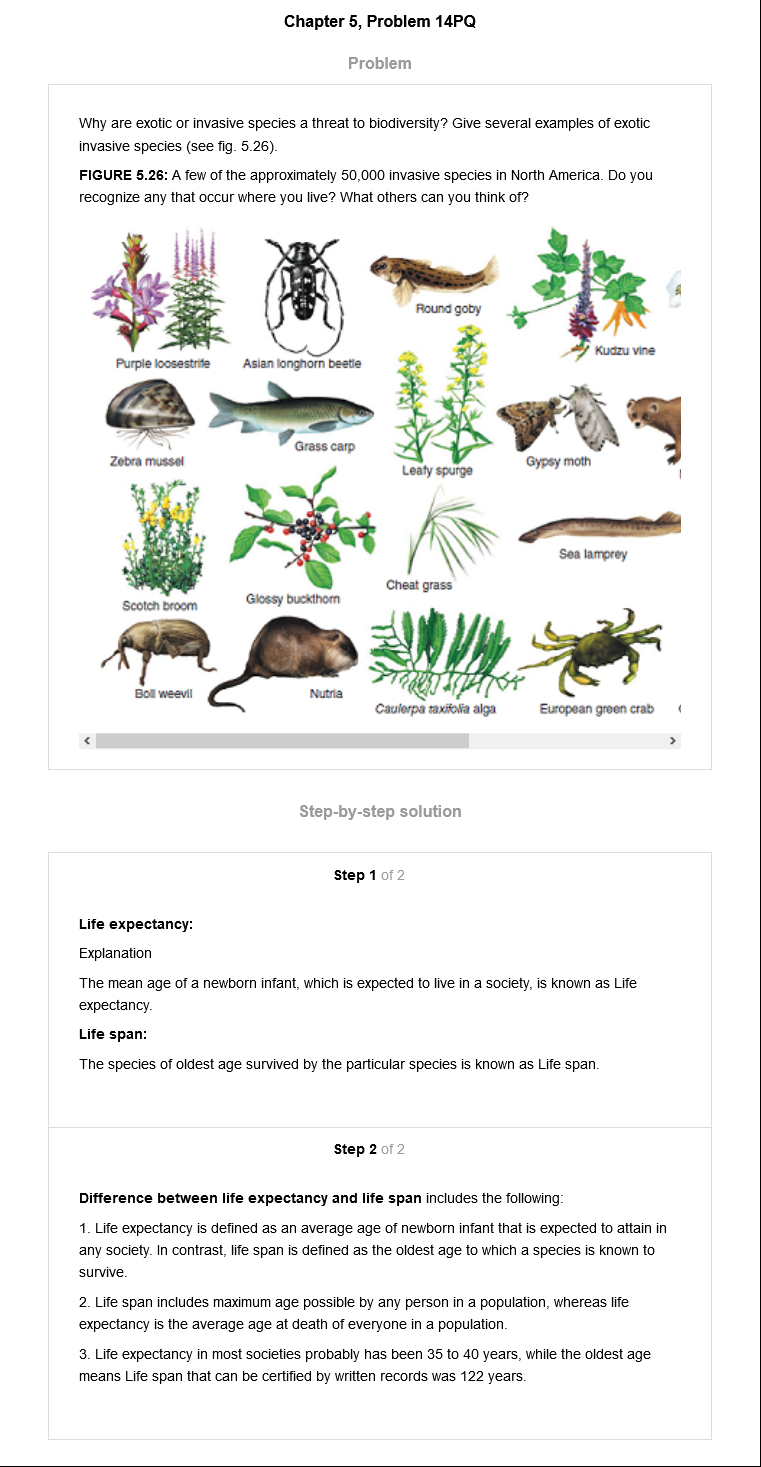 Chapter 5, Problem 14PQ
Problem
Why are exotic or invasive species a threat to biodiversity? Give several examples of exotic
invasive species (see fig. 5.26).
FIGURE 5.26: A few of the approximately 50,000 invasive species in North America. Do you
recognize any that occur where you live? What others can you think of?
Round goby
Kudzu vine
Purple loosestrife
Asian longhorn beetle
Grass carp
Zebra mussel
Leafy spurge
Gypsy moth
Sea lamprey
Cheat grass
Scotch broom
Glossy buckthorn
Boll weevil
Nutria
Caulerpa taxifolia alga
European green crab
Step-by-step solution
Step 1 of 2
Life expectancy:
Explanation
The mean age of a newborn infant, which is expected to live in a society, is known as Life
expectancy.
Life span:
The species of oldest age survived by the particular species is known as Life span.
Step 2 of 2
Difference between life expectancy and life span includes the following:
1. Life expectancy is defined as an average age of newborn infant that is expected to attain in
any society. In contrast, life span is defined as the oldest age to which a species is known to
survive.
2. Life span includes maximum age possible by any person in a population, whereas life
expectancy is the average age at death of everyone in a population.
3. Life expectancy in most societies probably has been 35 to 40 years, while the oldest age
means Life span that can be certified by written records was 122 years.